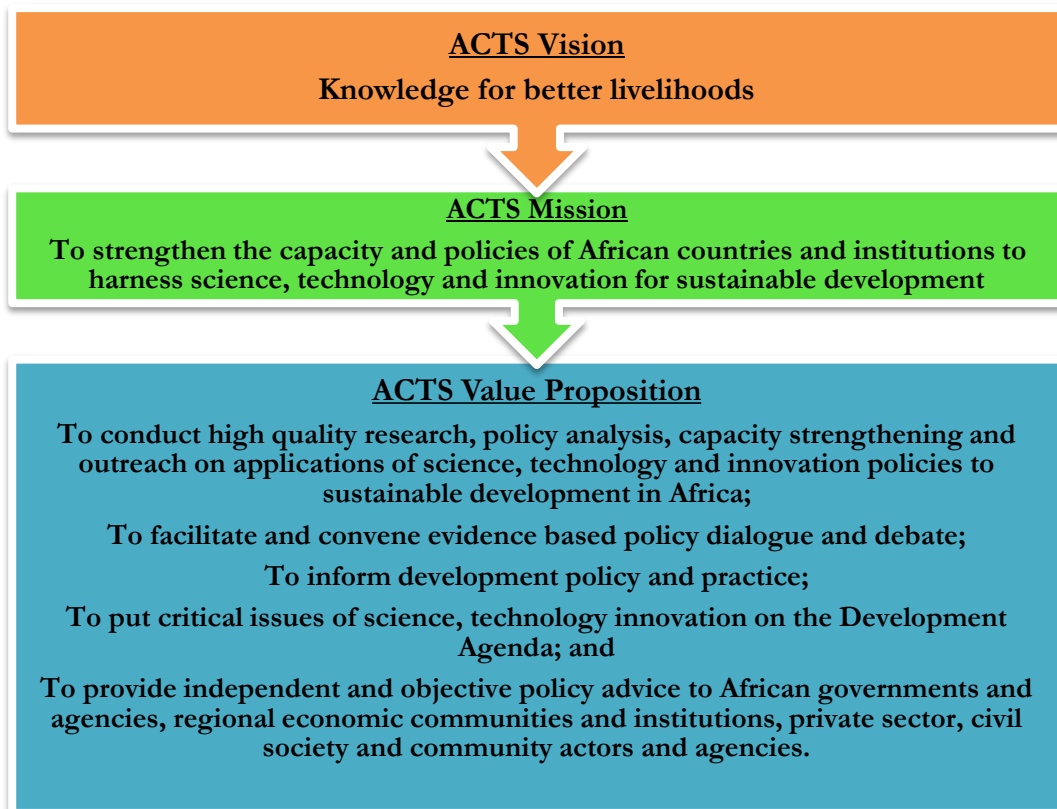 ACTS Vision
Knowledge for better livelihoods
ACTS Mission
To strengthen the capacity and policies of African countries and institutions to
harness science, technology and innovation for sustainable development
ACTS Value Proposition
To conduct high quality research, policy analysis, capacity strengthening and
outreach on applications of science, technology and innovation policies to
sustainable development in Africa;
To facilitate and convene evidence based policy dialogue and debate;
To inform development policy and practice;
To put critical issues of science, technology innovation on the Development
Agenda; and
To provide independent and objective policy advice to African governments and
agencies, regional economic communities and institutions, private sector, civil
society and community actors and agencies.